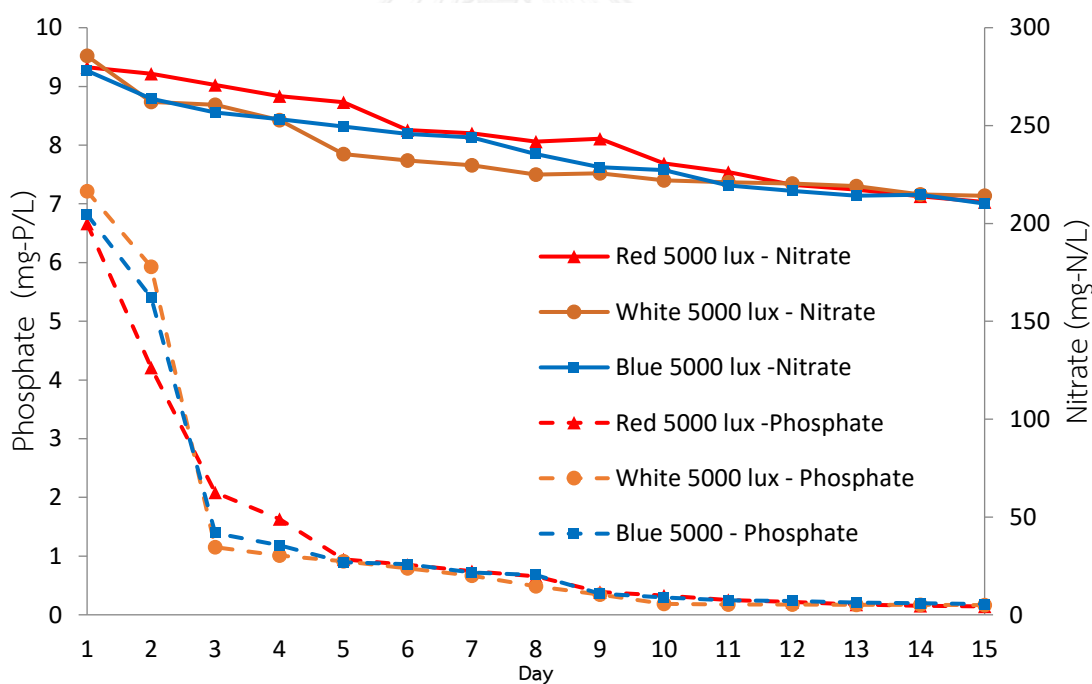 10
9
8
7
6
5
4
3
2
1
0
Phosphate (mg-P/L)
300
250
200
150
100
50
0
Nitrate (mg-N/L)
Red 5000 lux - Nitrate
White 5000 lux - Nitrate
Blue 5000 lux -Nitrate
Red 5000 lux -Phosphate
White 5000 lux - Phosphate
Blue 5000 - Phosphate
1 2 3 4 5 6 7 8 9 10 11 12 13 14 15
Day